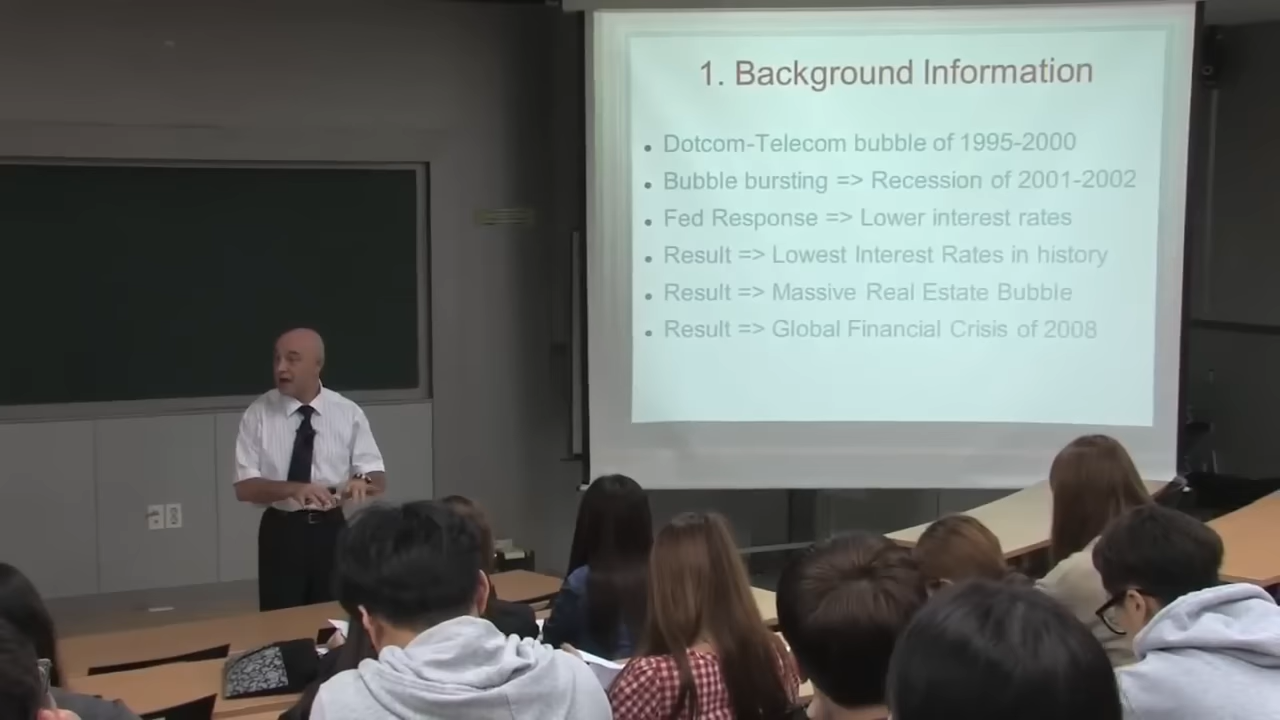 1. Background Information
• Dotcom-Telecom bubble of 1995-2000
• Bubble bursting => Recession of 2001-2002
• Fed Response => Lower interest rates
• Result => Lowest Interest Rates in history
• Result => Massive Real Estate Bubble
• Result => Global Financial Crisis of 2008